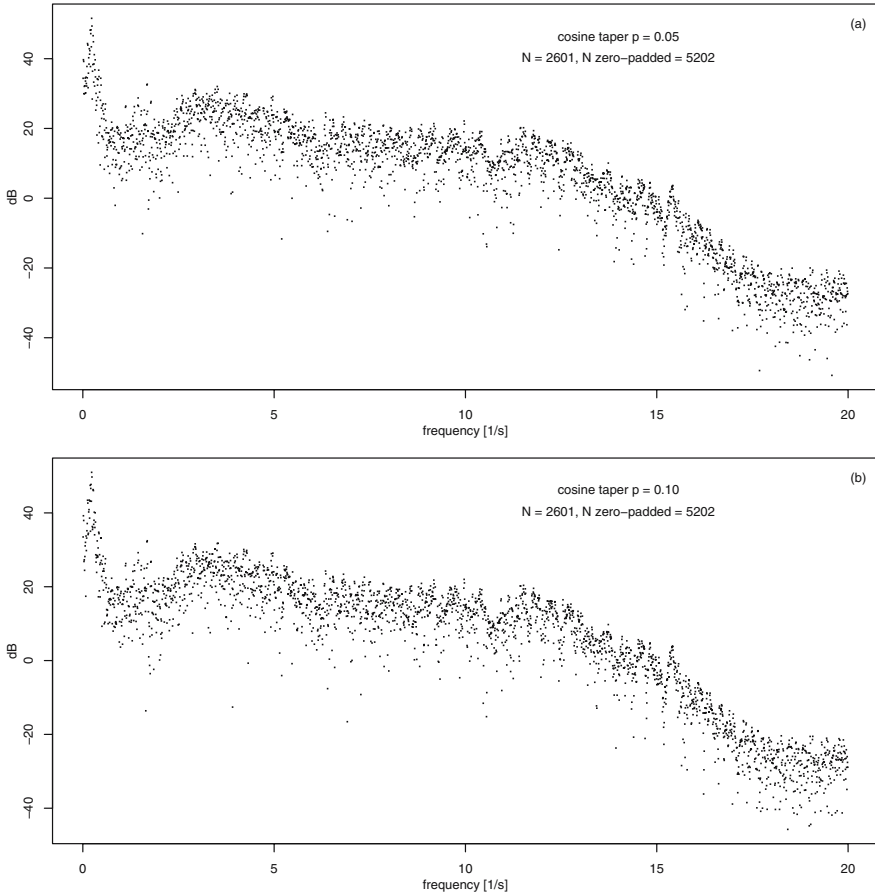 (a)
cosine taper p = 0.05
N = 2601, N zero-padded = 5202
dB
40
20
0
−20
−40
0 5 10 15 20
frequency [1/s]
(b)
cosine taper p = 0.10
N = 2601, N zero-padded = 5202
dB
40
20
0
−20
−40
0 5 10 15 20
frequency [1/s]